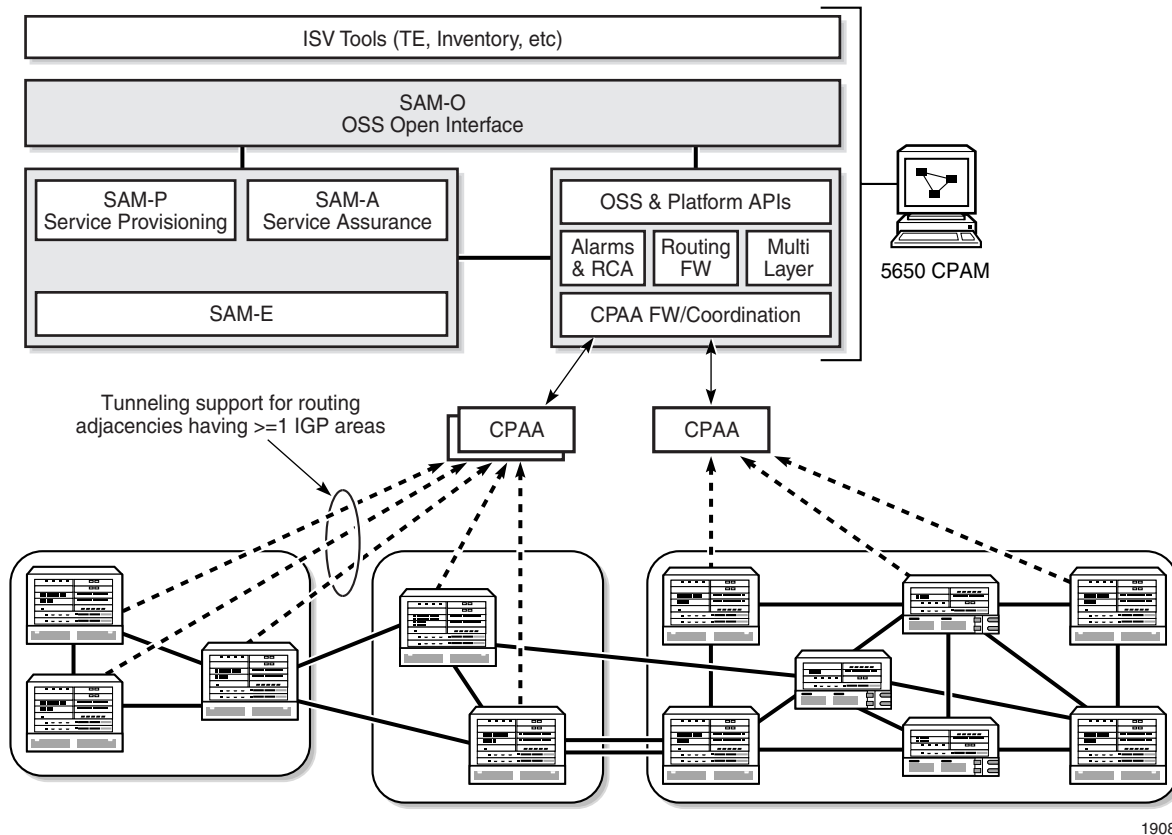 ISV Tools (TE, Inventory, etc)
SAM-O
OSS Open Interface
SAM-P
Service Provisioning
SAM-A
Service Assurance
SAM-E
OSS & Platform APIs
Alarms
& RCA
Routing
FW
Multi
Layer
CPAA FW/Coordination
5650 CPAM
Tunneling support for routing
adjacencies having >=1 IGP areas
CPAA
CPAA
1908